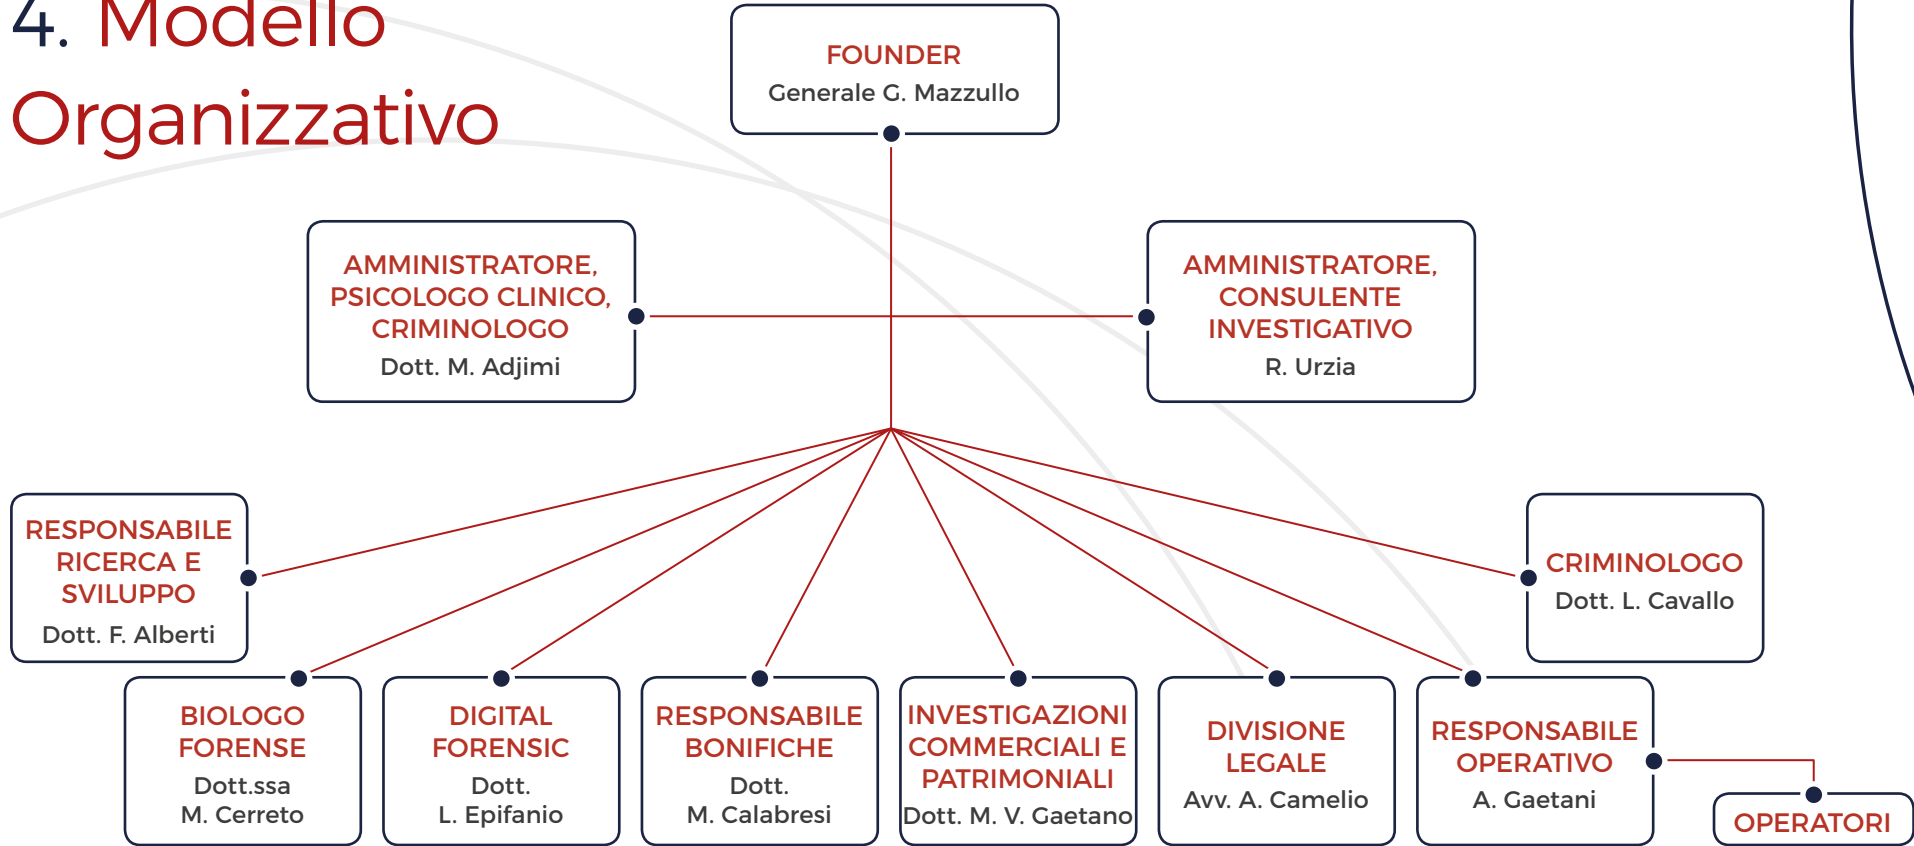 4. Modello
Organizzativo
FOUNDER
Generale G. Mazzullo
AMMINISTRATORE,
PSICOLOGO CLINICO,
CRIMINOLOGO
Dott. M. Adjimi
AMMINISTRATORE,
CONSULENTE
INVESTIGATIVO
R. Urzia
RESPONSABILE
RICERCA E
SVILUPPO
Dott. F. Alberti
CRIMINOLOGO
Dott. L. Cavallo
BIOLOGO
FORENSE
Dott.ssa
M. Cerreto
DIGITAL
FORENSIC
Dott.
L. Epifanio
RESPONSABILE
BONIFICHE
Dott.
M. Calabresi
INVESTIGAZIONI
COMMERCIALI E
PATRIMONIALI
Dott. M. V. Gaetano
DIVISIONE
LEGALE
Avv. A. Camelio
RESPONSABILE
OPERATIVO
A. Gaetani
OPERATORI